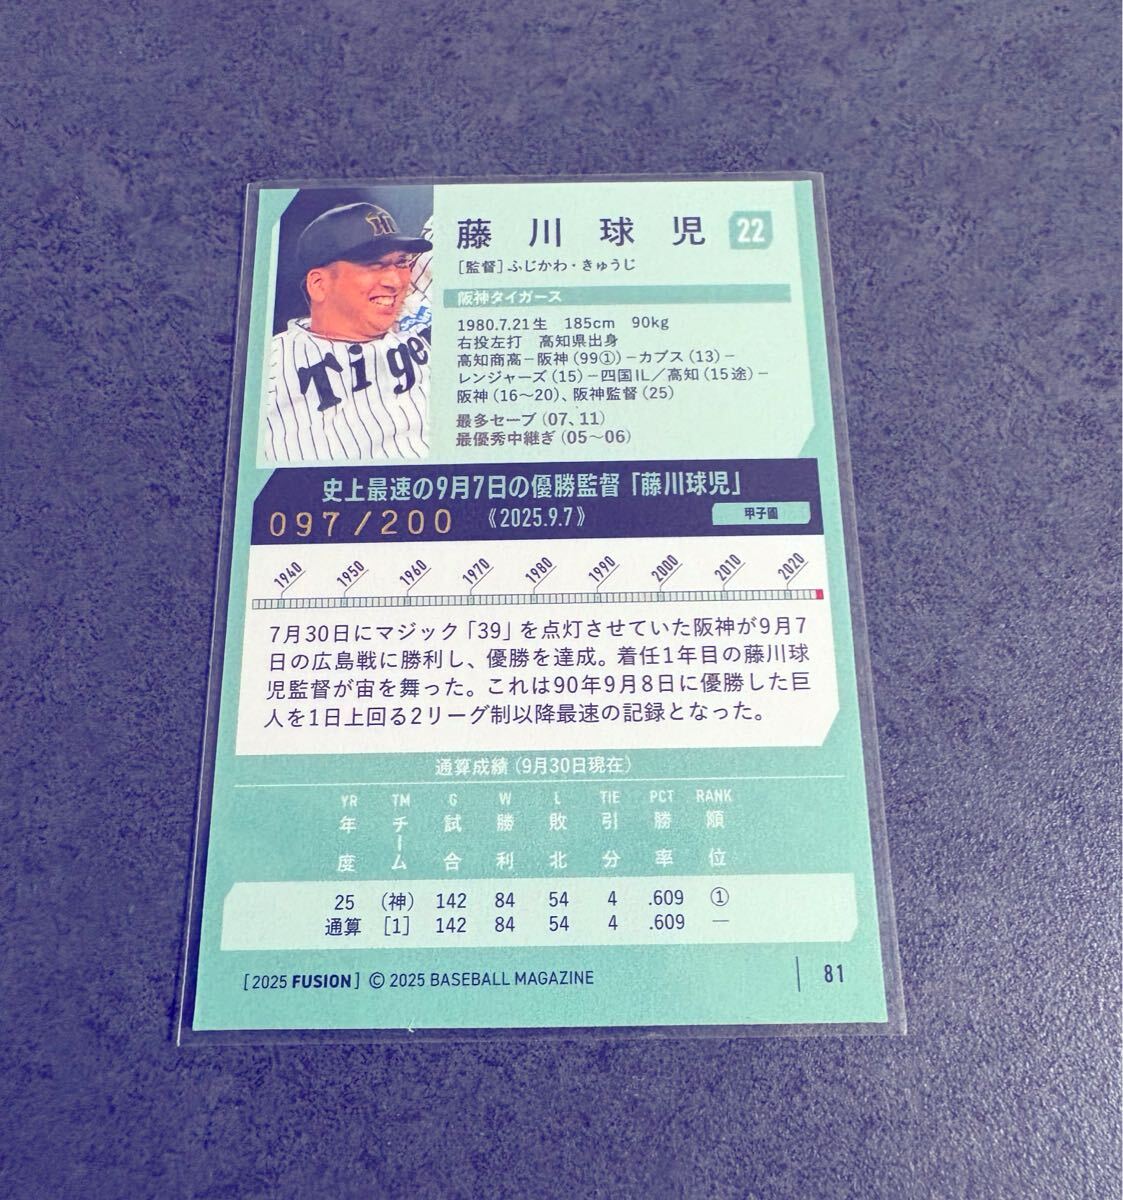 藤川球児 22
[監督]ふじかわ・きゅうじ
阪神タイガース
1980.7.21生 185cm 90kg
右投左打 高知県出身
高知商高－阪神(99①)－カブス(13)－
レンジャーズ(15)－四国IL／高知(15途)－
阪神(16～20)、阪神監督(25)
最多セーブ(07、11)
最優秀中継ぎ(05～06)
Tige
史上最速の9月7日の優勝監督「藤川球児」
097/200 《2025.9.7》 甲子園
1940 1950 1960 1970 1980 1990 2000 2010 2020
7月30日にマジック「39」を点灯させていた阪神が9月7
日の広島戦に勝利し、優勝を達成。着任1年目の藤川球
児監督が宙を舞った。これは90年9月8日に優勝した巨
人を1日上回る2リーグ制以降最速の記録となった。
通算成績(9月30日現在)
YR TM G W L TIE PCT RANK
年度 チーム 試合 勝利 敗北 引分 勝率 順位
25 (神) 142 84 54 4 .609 ①
通算 [1] 142 84 54 4 .609 —
[2025 FUSION] © 2025 BASEBALL MAGAZINE 81